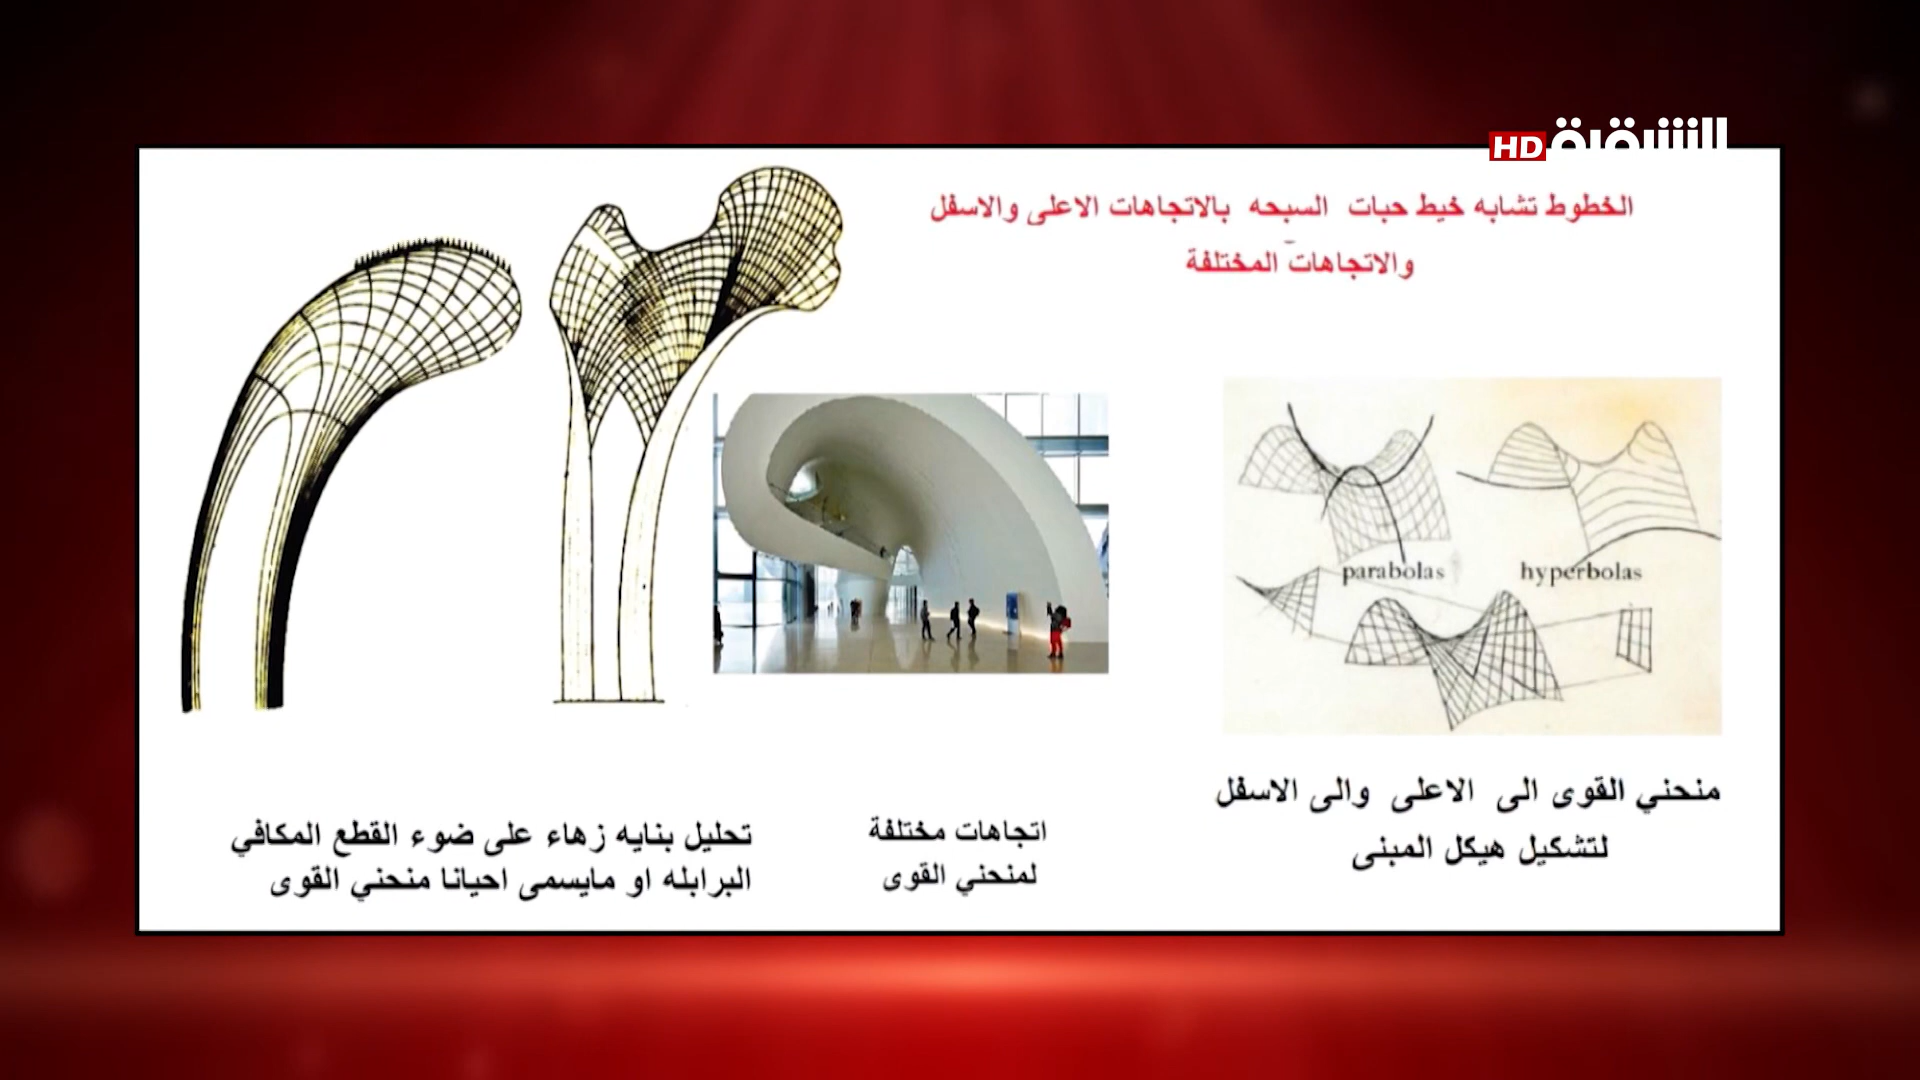 الشرقية HD
الخطوط تشابه خيط حبات السبحه بالاتجاهات الاعلى والاسفل
والاتجاهات المختلفة
parabolas
hyperbolas
منحني القوى الى الاعلى والى الاسفل
لتشكيل هيكل المبنى
اتجاهات مختلفة
لمنحني القوى
تحليل بنايه زهاء على ضوء القطع المكافي
البرابله او مايسمى احيانا منحني القوى